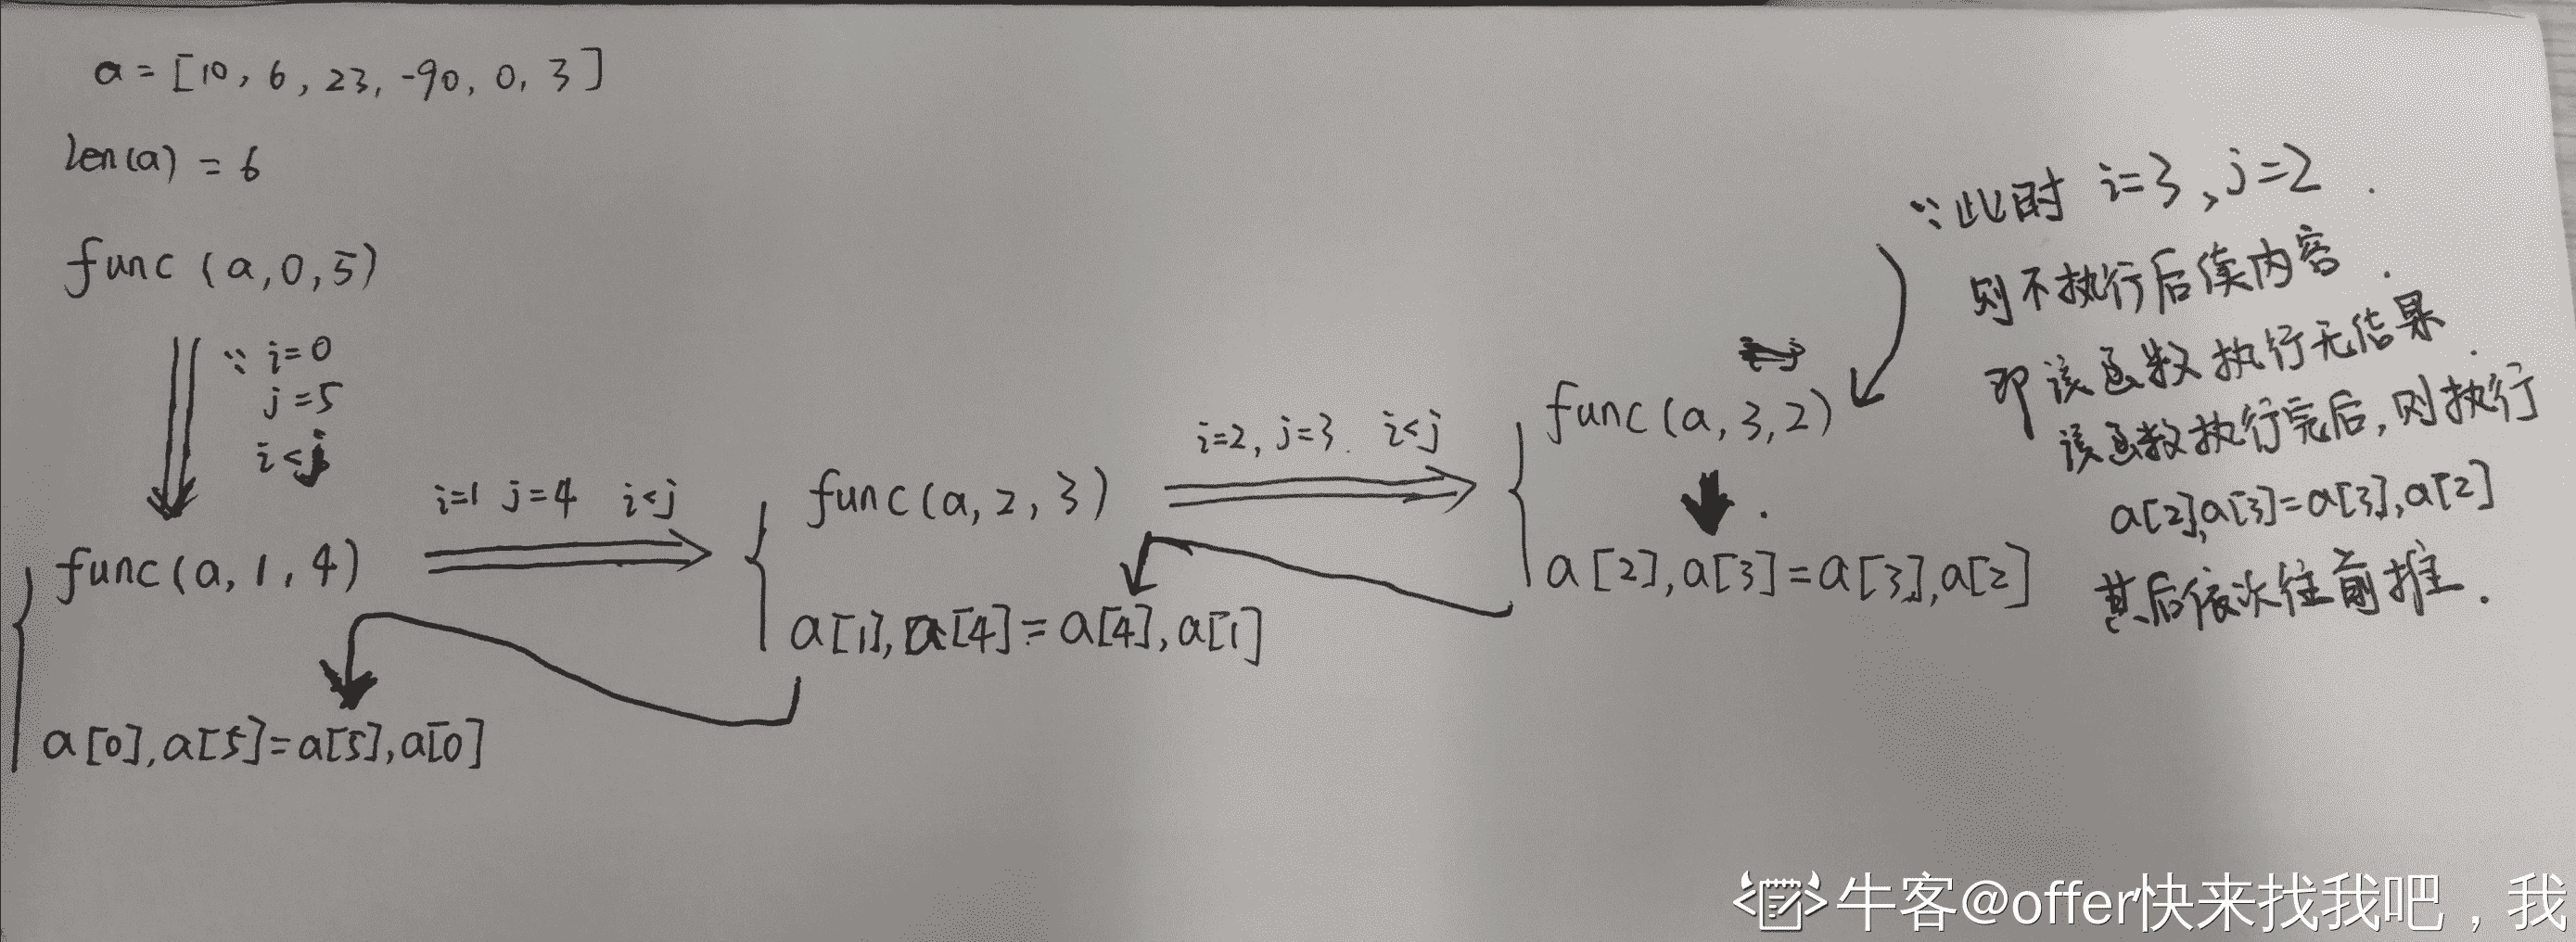 a = [10, 6, 23, -90, 0, 3]
len(a) = 6
func (a,0,5)
∵ i=0
j=5
i<j
func(a,1,4)
a[0],a[5]=a[5],a[0]
i=1 j=4 i<j
func(a,2,3)
a[1],a[4]=a[4],a[1]
i=2, j=3. i<j
func(a,3,2)
a[2],a[3]=a[3],a[2]
∵此时 i=3,j=2.
则不执行后续内容.
即该函数执行无结果.
该函数执行完后,则执行
a[2],a[3]=a[3],a[2]
其后依次往前推.
牛客@offer快来找我吧，我